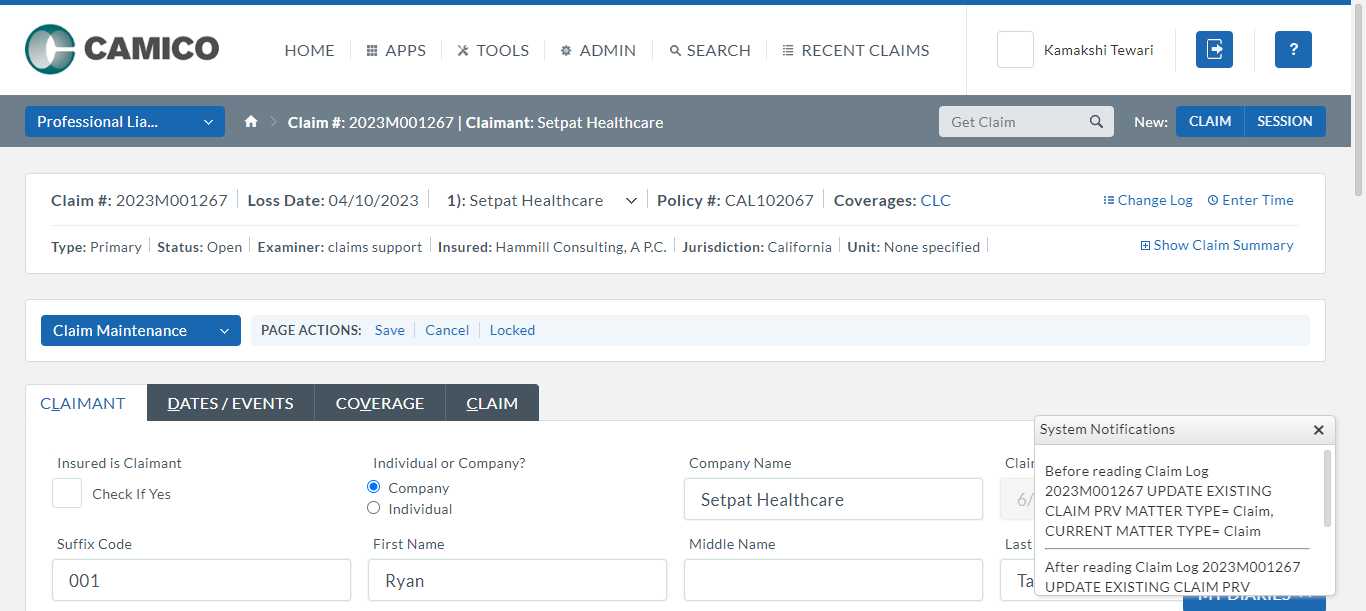 CAMICO
HOME APPS TOOLS ADMIN SEARCH RECENT CLAIMS
Kamakshi Tewari
?
Professional Lia...
Claim #: 2023M001267 | Claimant: Setpat Healthcare
Get Claim
New: CLAIM SESSION
Claim #: 2023M001267 Loss Date: 04/10/2023 1): Setpat Healthcare Policy #: CAL102067 Coverages: CLC
Change Log Enter Time
Type: Primary Status: Open Examiner: claims support Insured: Hammill Consulting, A P.C. Jurisdiction: California Unit: None specified
Show Claim Summary
Claim Maintenance
PAGE ACTIONS: Save Cancel Locked
CLAIMANT DATES / EVENTS COVERAGE CLAIM
System Notifications
Insured is Claimant
Check If Yes
Individual or Company?
Company
Individual
Company Name
Setpat Healthcare
6/
Suffix Code
001
First Name
Ryan
Middle Name
Last
Ta
Before reading Claim Log
2023M001267 UPDATE EXISTING
CLAIM PRV MATTER TYPE= Claim,
CURRENT MATTER TYPE= Claim
After reading Claim Log 2023M001267
UPDATE EXISTING CLAIM PRV
MY DIARIES